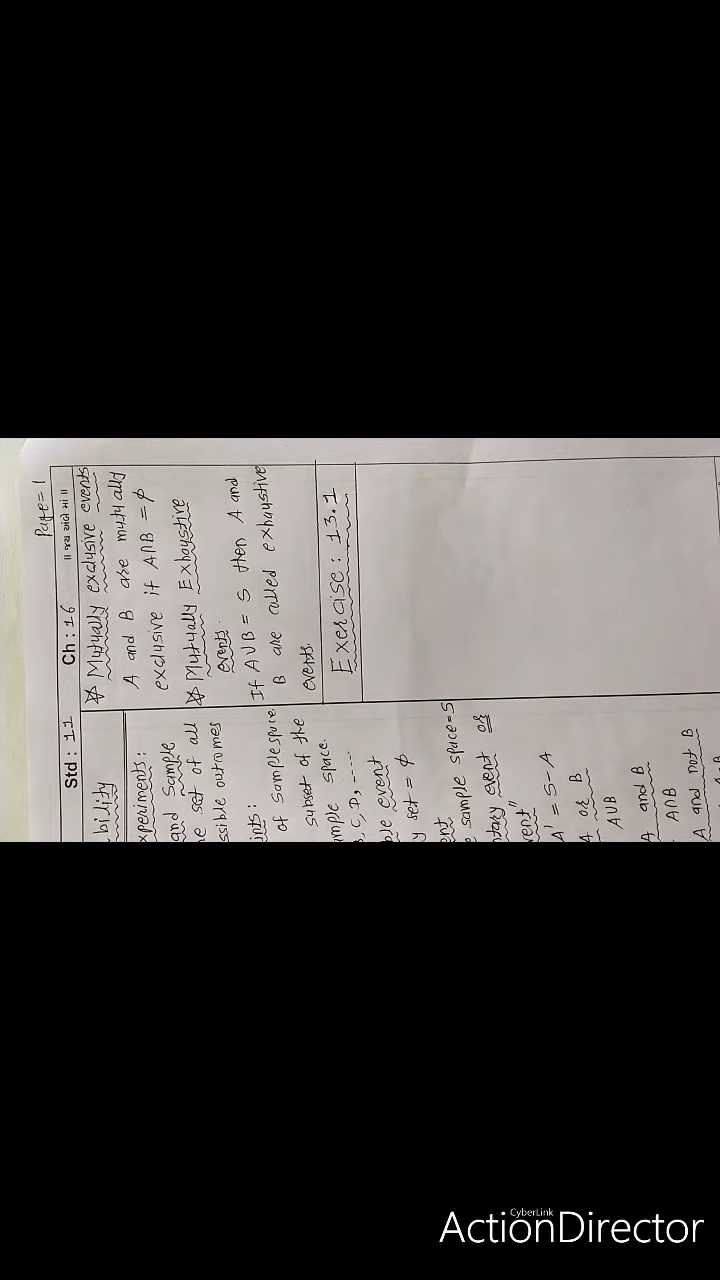 Page = 1
Std : 11 Ch : 16 ॥ જય અંબે માં ॥
bility
xperiments:
and Sample
e set of all
ssible outcomes
ints:
of sample space.
subset of the
mple space.
, C, D, ----
ble event
y set = ϕ
ent
e sample space = S
ntary event or
vent"
A' = S - A
A or B
A∪B
A and B
A∩B
A and not B
☆ Mutually exclusive events
A and B are mutually
exclusive if A∩B = ϕ
☆ Mutually Exhaustive
events.
If A∪B = S then A and
B are called exhaustive
events.
Exercise : 13.1
CyberLink
ActionDirector